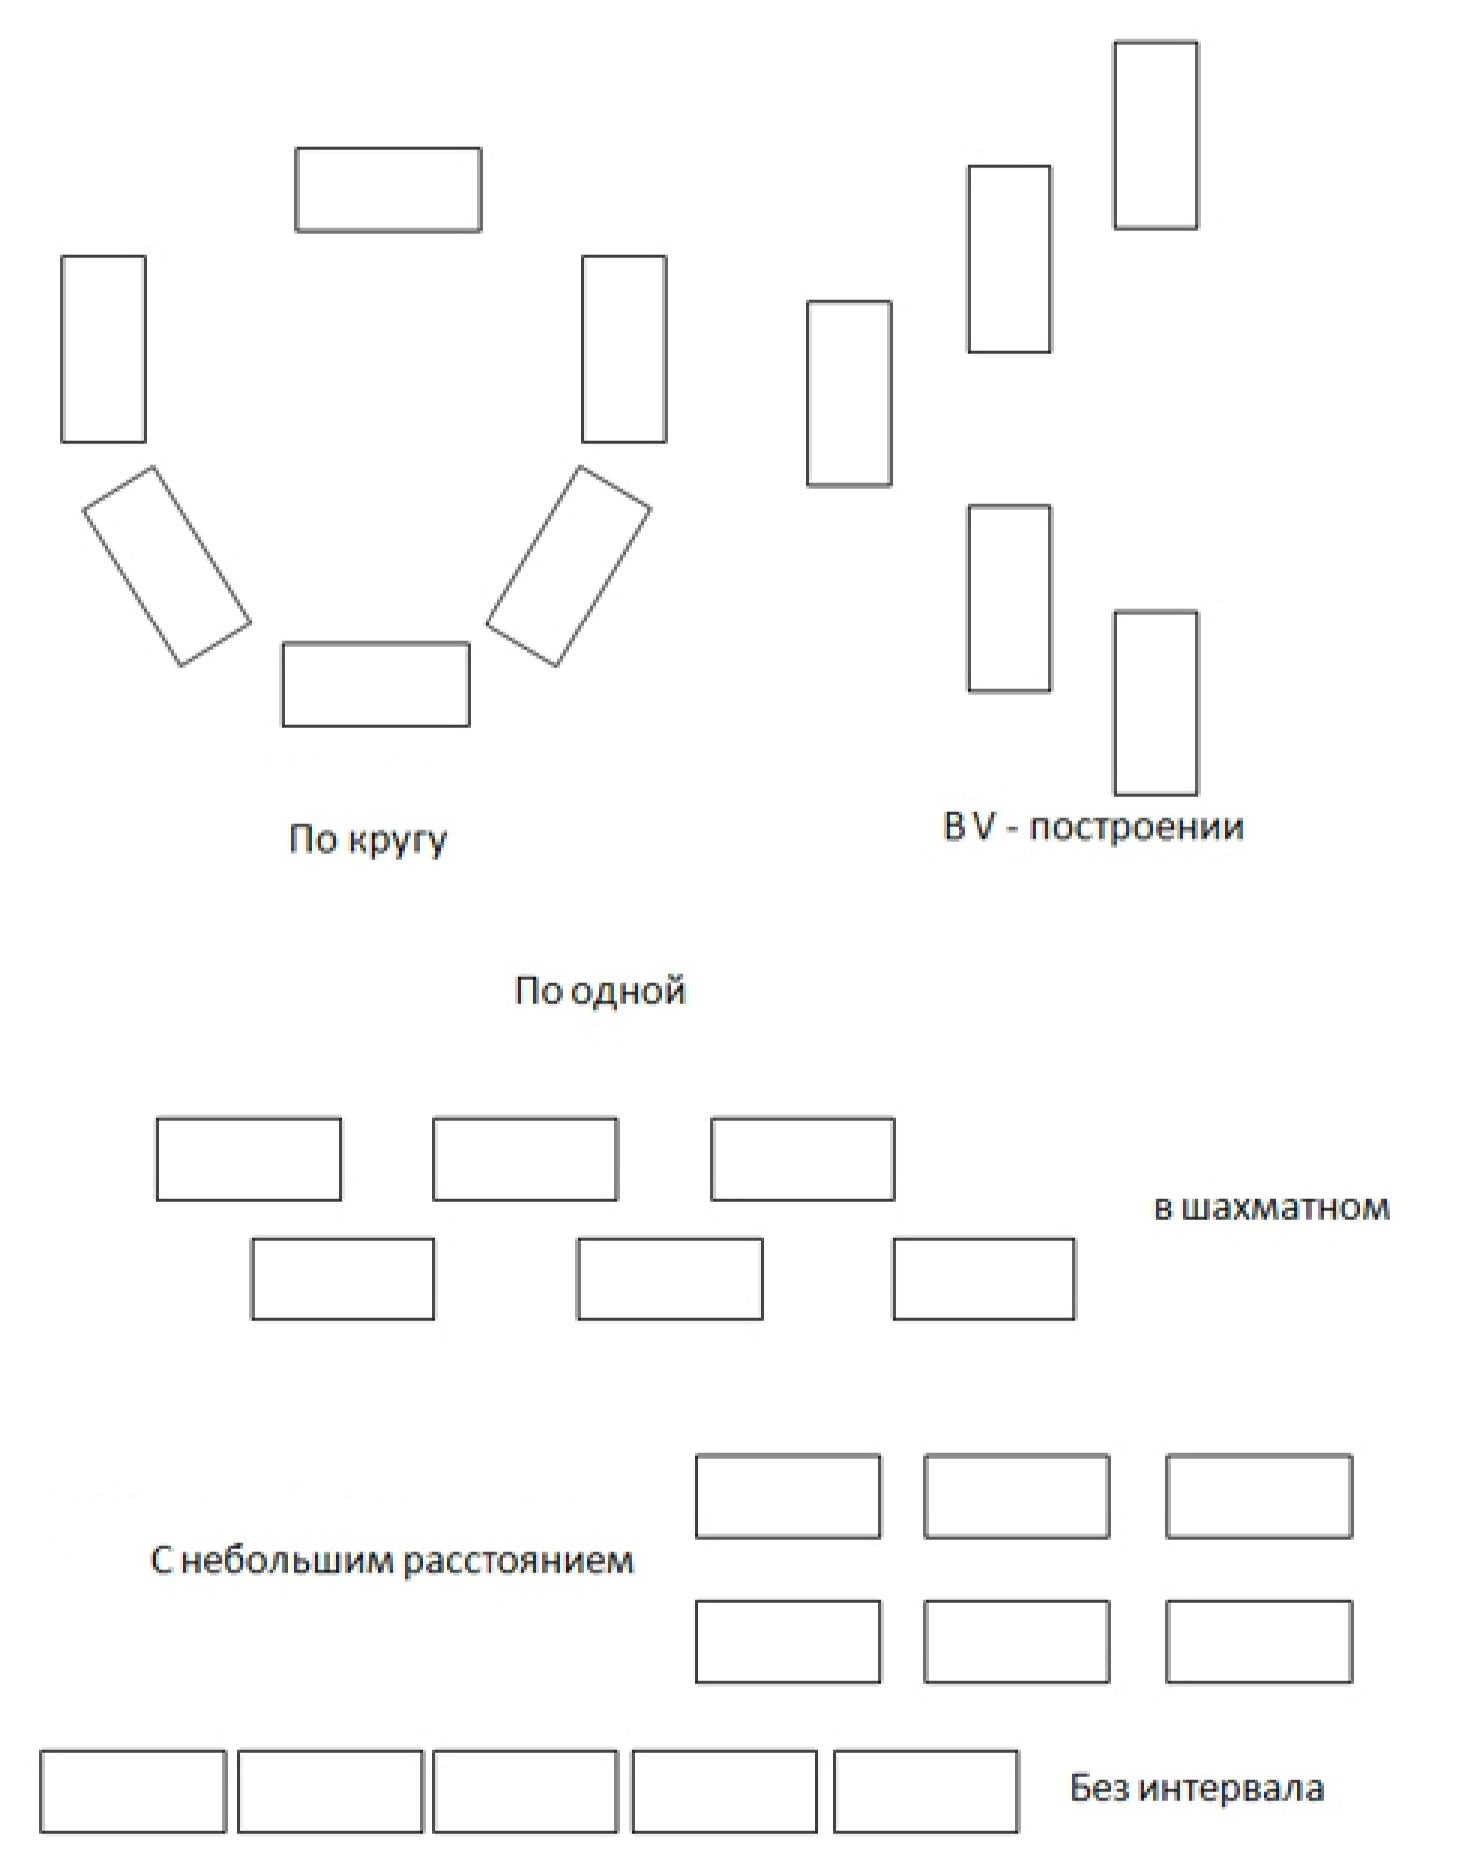 По кругу
В V - построении
По одной
в шахматном
С небольшим расстоянием
Без интервала